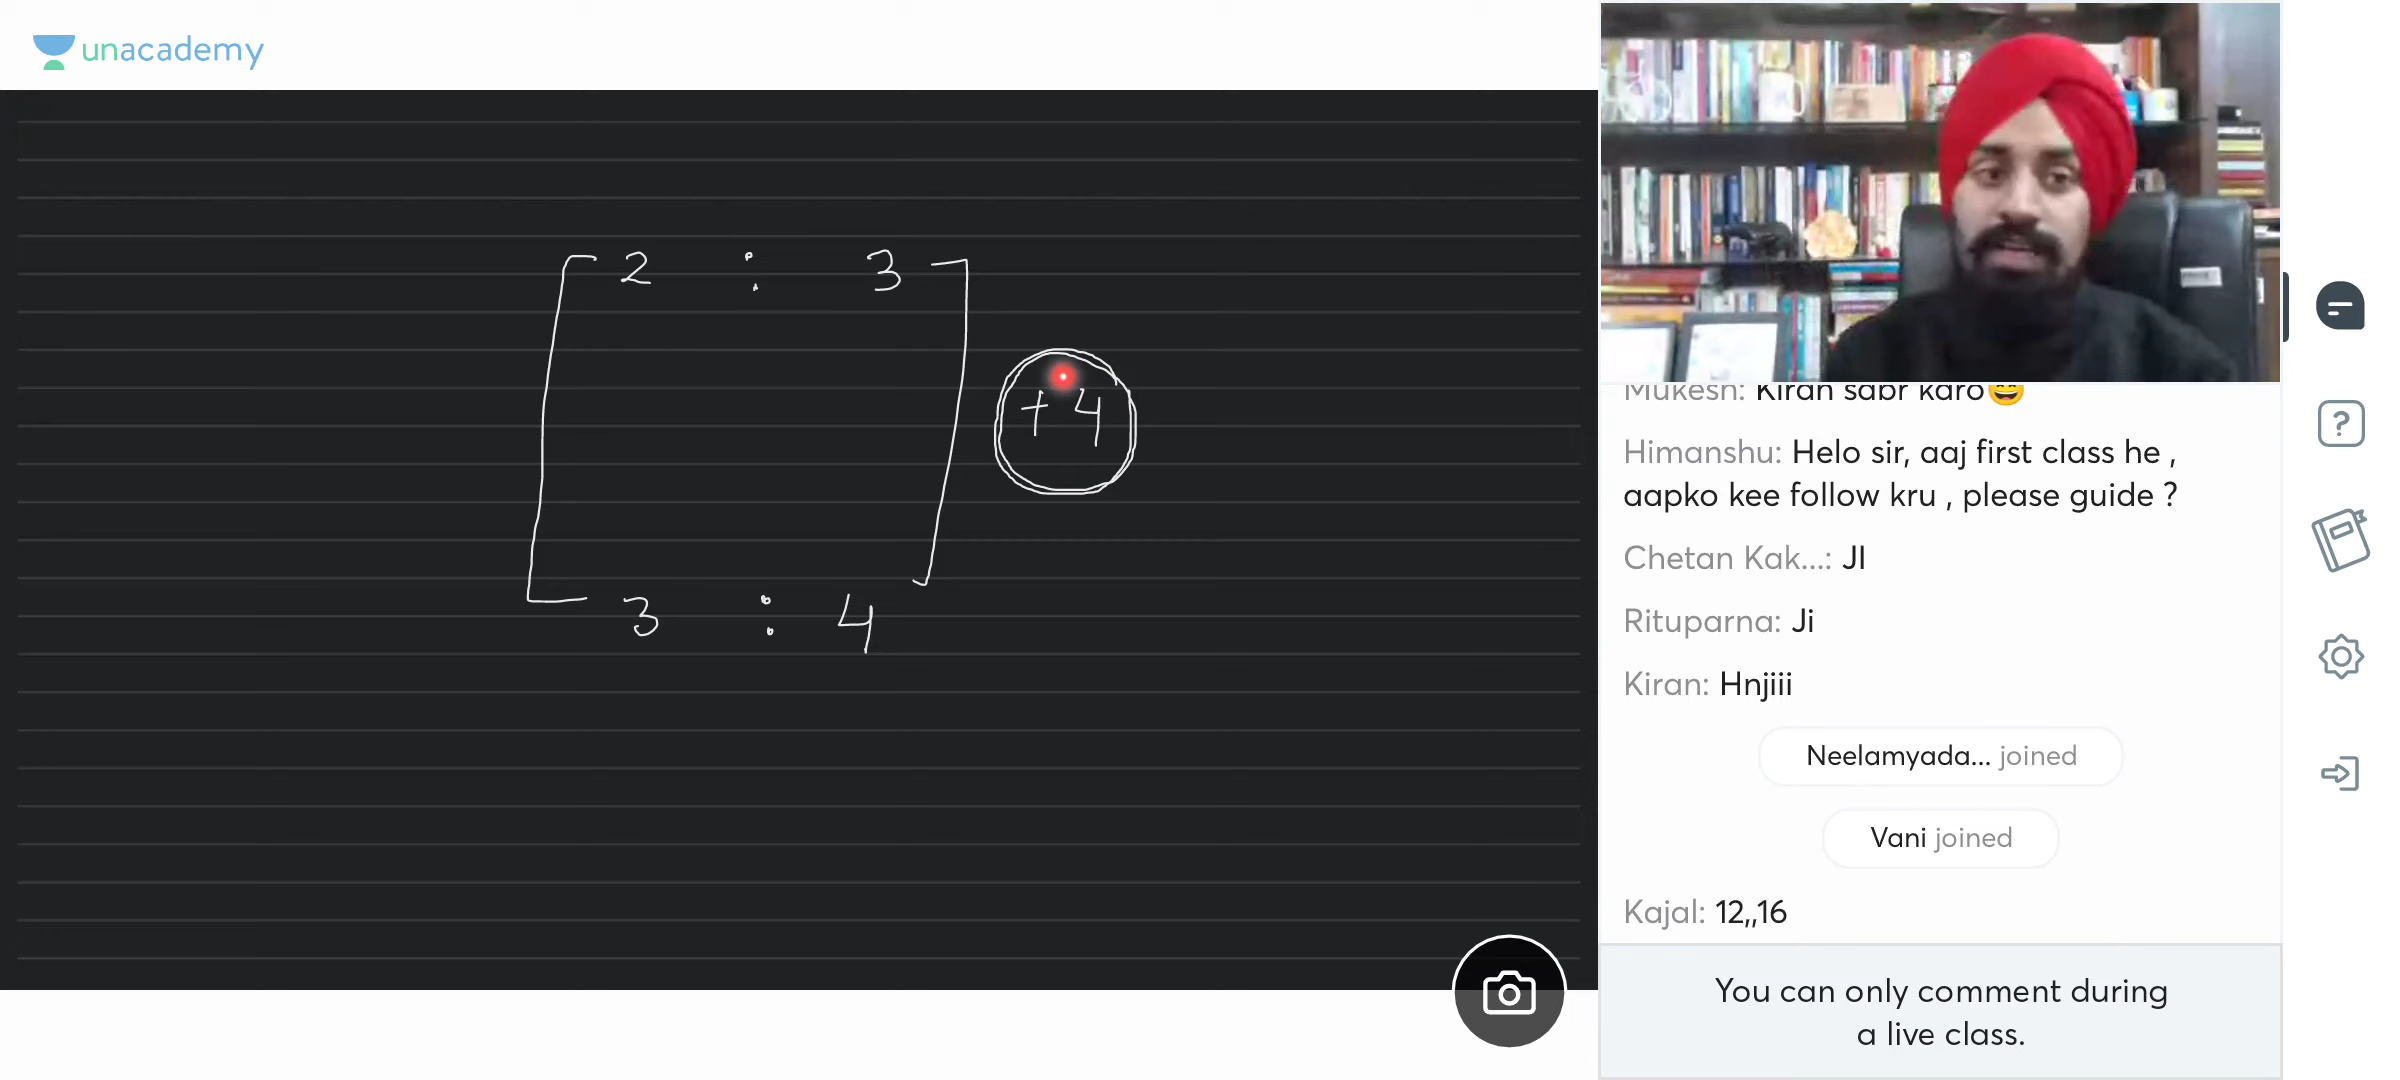 unacademy
2 : 3
+4
3 : 4
Mukesh: Kiran sabr karo😄
Himanshu: Helo sir, aaj first class he ,
aapko kee follow kru , please guide ?
Chetan Kak...: JI
Rituparna: Ji
Kiran: Hnjiii
Neelamyada... joined
Vani joined
Kajal: 12,,16
You can only comment during
a live class.
?